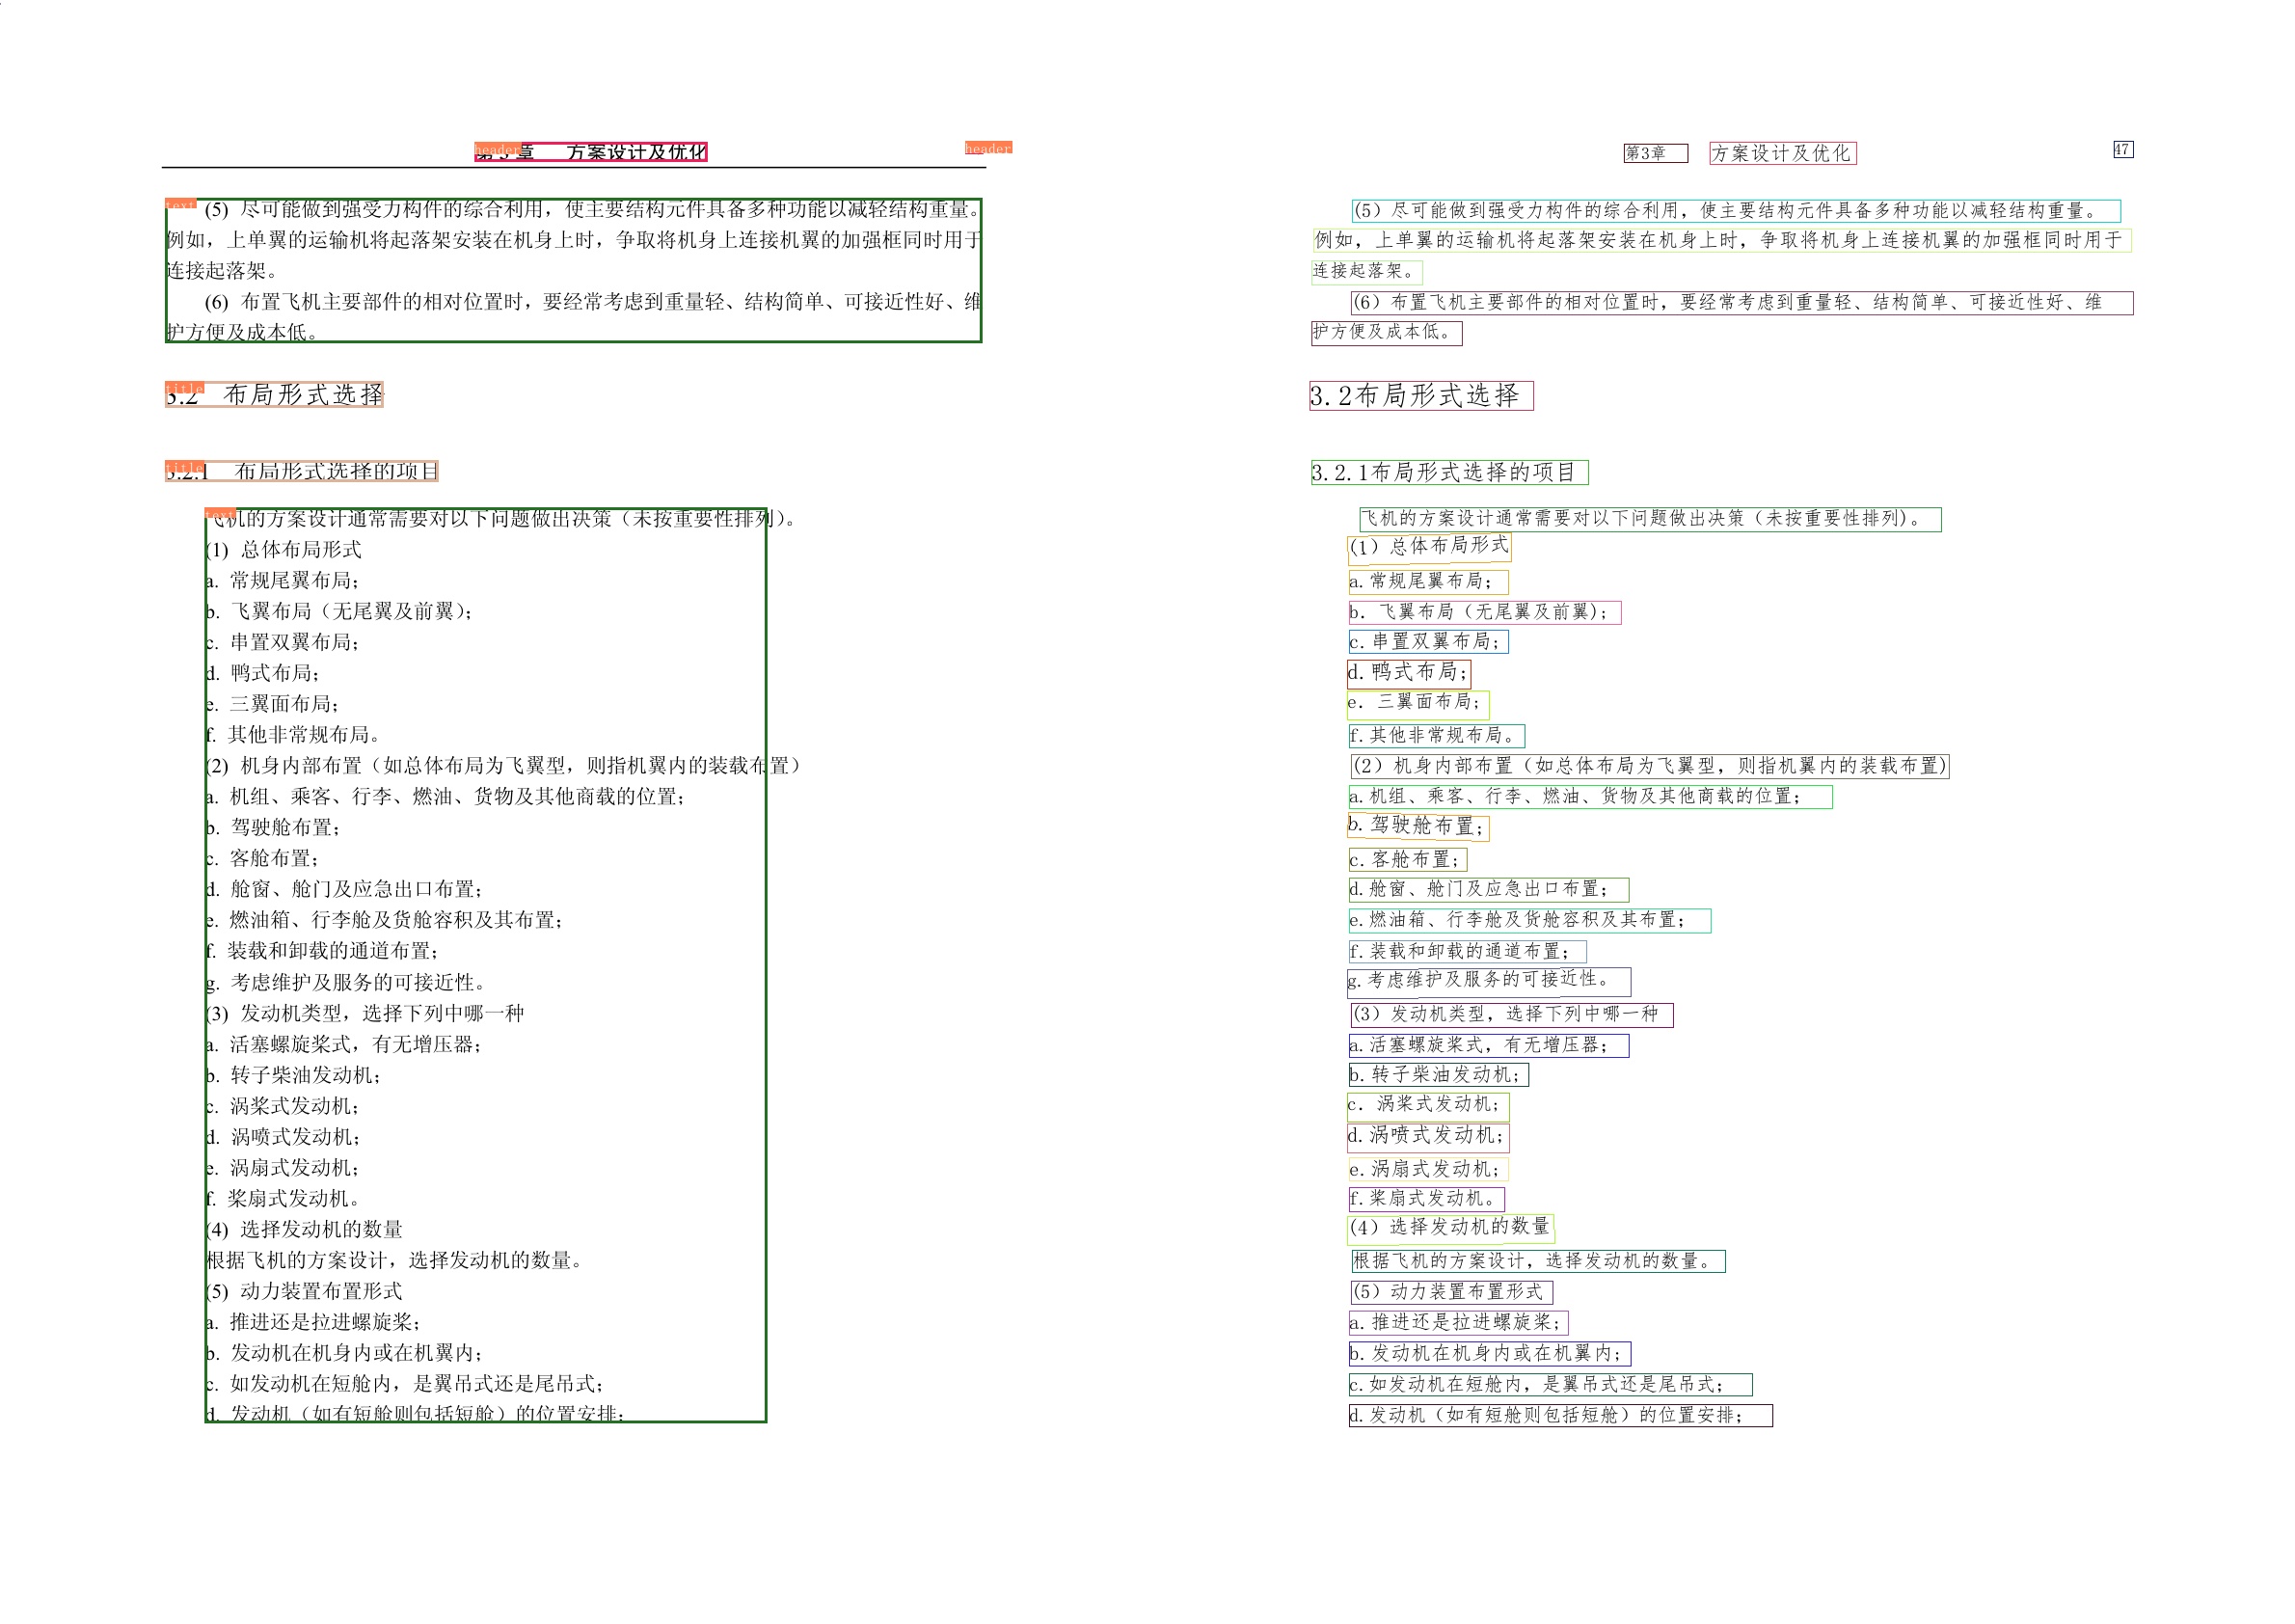 header
第3章 方案设计及优化
header
text
(5) 尽可能做到强受力构件的综合利用，使主要结构元件具备多种功能以减轻结构重量。
例如，上单翼的运输机将起落架安装在机身上时，争取将机身上连接机翼的加强框同时用于
连接起落架。
(6) 布置飞机主要部件的相对位置时，要经常考虑到重量轻、结构简单、可接近性好、维
护方便及成本低。
title
3.2 布局形式选择
title
3.2.1 布局形式选择的项目
text
飞机的方案设计通常需要对以下问题做出决策（未按重要性排列）。
(1) 总体布局形式
a. 常规尾翼布局；
b. 飞翼布局（无尾翼及前翼）；
c. 串置双翼布局；
d. 鸭式布局；
e. 三翼面布局；
f. 其他非常规布局。
(2) 机身内部布置（如总体布局为飞翼型，则指机翼内的装载布置）
a. 机组、乘客、行李、燃油、货物及其他商载的位置；
b. 驾驶舱布置；
c. 客舱布置；
d. 舱窗、舱门及应急出口布置；
e. 燃油箱、行李舱及货舱容积及其布置；
f. 装载和卸载的通道布置；
g. 考虑维护及服务的可接近性。
(3) 发动机类型，选择下列中哪一种
a. 活塞螺旋桨式，有无增压器；
b. 转子柴油发动机；
c. 涡桨式发动机；
d. 涡喷式发动机；
e. 涡扇式发动机；
f. 桨扇式发动机。
(4) 选择发动机的数量
根据飞机的方案设计，选择发动机的数量。
(5) 动力装置布置形式
a. 推进还是拉进螺旋桨；
b. 发动机在机身内或在机翼内；
c. 如发动机在短舱内，是翼吊式还是尾吊式；
d. 发动机（如有短舱则包括短舱）的位置安排；
第3章 方案设计及优化 47
(5）尽可能做到强受力构件的综合利用，使主要结构元件具备多种功能以减轻结构重量。
例如，上单翼的运输机将起落架安装在机身上时，争取将机身上连接机翼的加强框同时用于
连接起落架。
(6）布置飞机主要部件的相对位置时，要经常考虑到重量轻、结构简单、可接近性好、维
护方便及成本低。
3.2布局形式选择
3.2.1布局形式选择的项目
飞机的方案设计通常需要对以下问题做出决策（未按重要性排列)。
(1）总体布局形式
a.常规尾翼布局；
b. 飞翼布局（无尾翼及前翼)；
c.串置双翼布局；
d.鸭式布局；
e. 三翼面布局；
f.其他非常规布局。
(2）机身内部布置（如总体布局为飞翼型，则指机翼内的装载布置)
a.机组、乘客、行李、燃油、货物及其他商载的位置；
b.驾驶舱布置；
c.客舱布置；
d.舱窗、舱门及应急出口布置；
e.燃油箱、行李舱及货舱容积及其布置；
f.装载和卸载的通道布置；
g.考虑维护及服务的可接近性。
(3）发动机类型，选择下列中哪一种
a.活塞螺旋桨式，有无增压器；
b.转子柴油发动机；
c. 涡桨式发动机；
d.涡喷式发动机；
e.涡扇式发动机；
f.桨扇式发动机。
(4）选择发动机的数量
根据飞机的方案设计，选择发动机的数量。
(5）动力装置布置形式
a.推进还是拉进螺旋桨；
b.发动机在机身内或在机翼内；
c.如发动机在短舱内，是翼吊式还是尾吊式；
d.发动机（如有短舱则包括短舱）的位置安排；